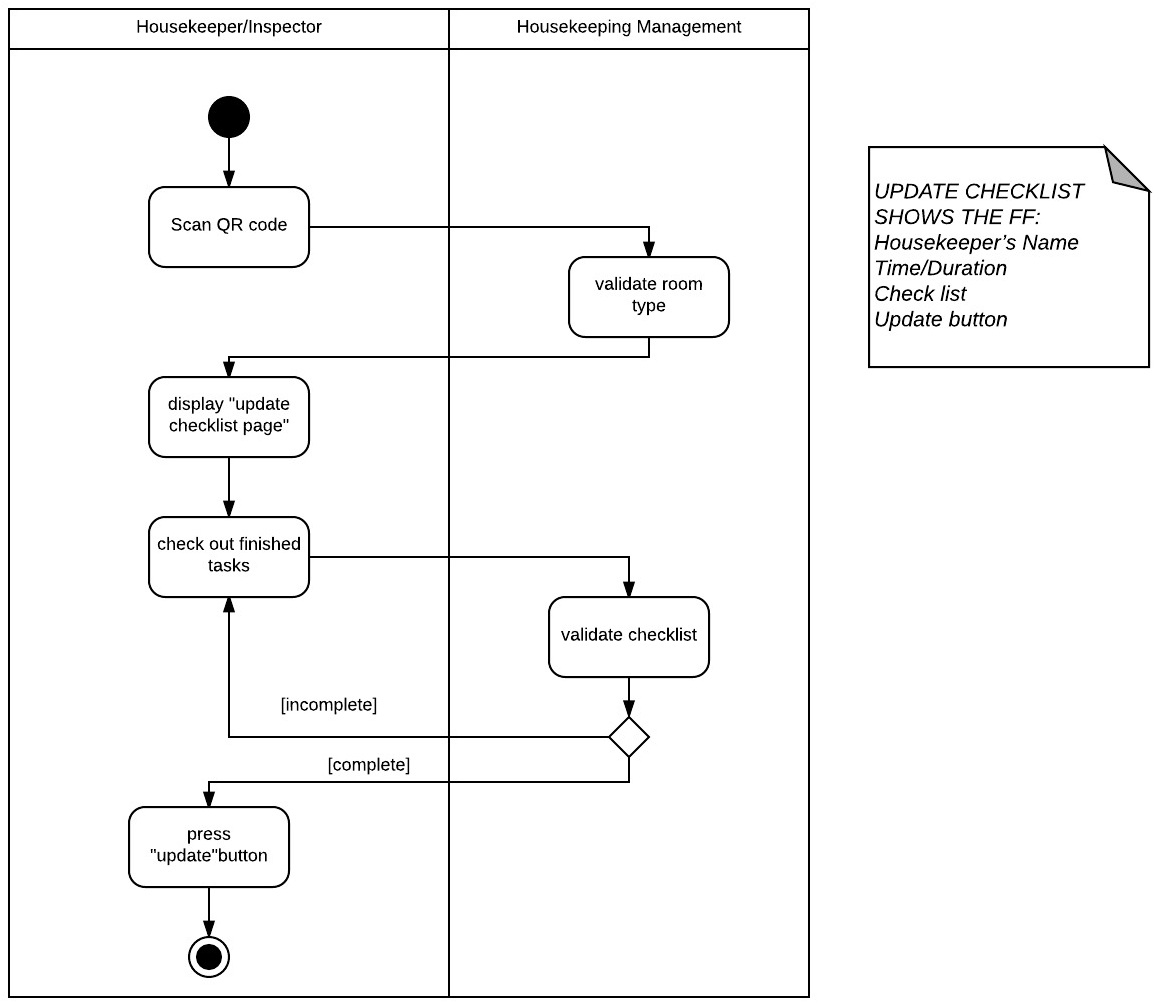 Housekeeper/Inspector
Housekeeping Management
Scan QR code
validate room
type
display "update
checklist page"
check out finished
tasks
validate checklist
[incomplete]
[complete]
press
"update"button
UPDATE CHECKLIST
SHOWS THE FF:
Housekeeper’s Name
Time/Duration
Check list
Update button